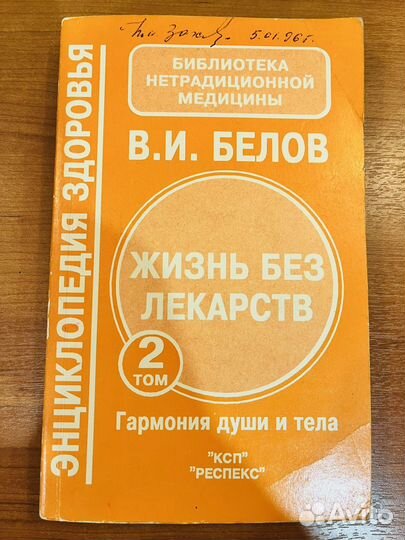 5.01.96г.
БИБЛИОТЕКА
НЕТРАДИЦИОННОЙ
МЕДИЦИНЫ
В.И. БЕЛОВ
ЭНЦИКЛОПЕДИЯ ЗДОРОВЬЯ
ЖИЗНЬ БЕЗ
ЛЕКАРСТВ
2
ТОМ
Гармония души и тела
"КСП"
"РЕСПЕКС"
Avito